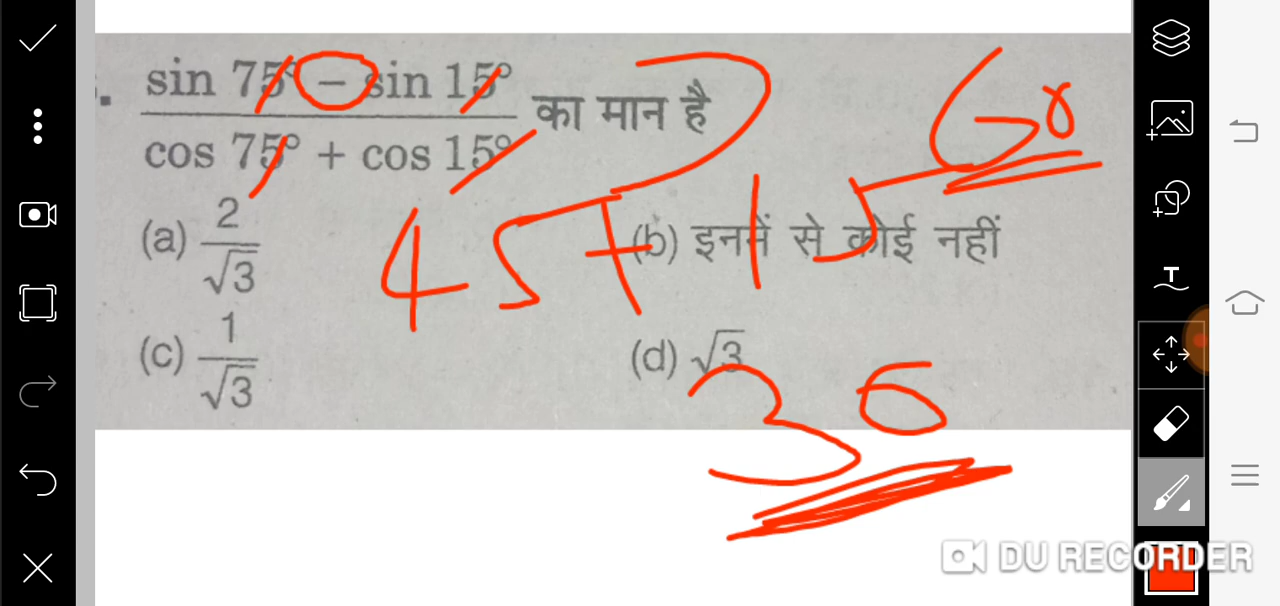 sin 75° – sin 15°
cos 75° + cos 15°
का मान है
60
(a) 2/√3
(b) इनमें से कोई नहीं
45 + 15
(c) 1/√3
(d) √3
30
DU RECORDER